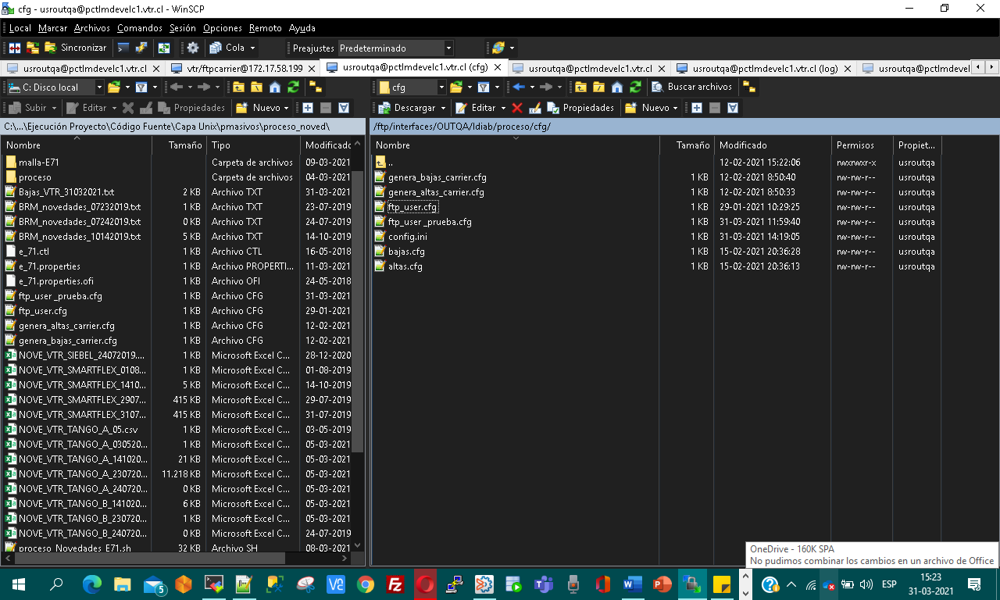 cfg - usroutqa@pctlmdevelc1.vtr.cl - WinSCP
Local Marcar Archivos Comandos Sesión Opciones Remoto Ayuda
Sincronizar Cola Preajustes Predeterminado
usroutqa@pctlmdevelc1.vtr.cl vtr/ftpcarrier@172.17.58.199 usroutqa@pctlmdevelc1.vtr.cl (cfg) usroutqa@pctlmdevelc1.vtr.cl usroutqa@pctlmdevelc1.vtr.cl (log) usroutqa@pctlmdevelc1
C: Disco local
Subir Editar Propiedades Nuevo
C:\...\Ejecución Proyecto\Código Fuente\Capa Unix\pmasivos\proceso_noved\
Nombre Tamaño Tipo Modificado
malla-E71 Carpeta de archivos 09-03-2021
proceso Carpeta de archivos 04-03-2021
Bajas_VTR_31032021.txt 2 KB Archivo TXT 31-03-2021
BRM_novedades_07232019.txt 1 KB Archivo TXT 23-07-2019
BRM_novedades_07242019.txt 0 KB Archivo TXT 24-07-2019
BRM_novedades_10142019.txt 5 KB Archivo TXT 14-10-2019
e_71.ctl 1 KB Archivo CTL 16-05-2018
e_71.properties 1 KB Archivo PROPERTI... 11-03-2021
e_71.properties.ofi 1 KB Archivo OFI 24-05-2018
ftp_user _prueba.cfg 1 KB Archivo CFG 31-03-2021
ftp_user.cfg 1 KB Archivo CFG 29-01-2021
genera_altas_carrier.cfg 1 KB Archivo CFG 12-02-2021
genera_bajas_carrier.cfg 1 KB Archivo CFG 12-02-2021
NOVE_VTR_SIEBEL_24072019.... 1 KB Microsoft Excel C... 28-12-2020
NOVE_VTR_SMARTFLEX_0108... 1 KB Microsoft Excel C... 01-08-2019
NOVE_VTR_SMARTFLEX_1410... 5 KB Microsoft Excel C... 14-10-2019
NOVE_VTR_SMARTFLEX_2907... 415 KB Microsoft Excel C... 29-07-2019
NOVE_VTR_SMARTFLEX_3107... 415 KB Microsoft Excel C... 31-07-2019
NOVE_VTR_TANGO_A_05.csv 1 KB Microsoft Excel C... 03-05-2019
NOVE_VTR_TANGO_A_030520... 1 KB Microsoft Excel C... 05-03-2021
NOVE_VTR_TANGO_A_141020... 21 KB Microsoft Excel C... 05-03-2021
NOVE_VTR_TANGO_A_230720... 11.218 KB Microsoft Excel C... 05-03-2021
NOVE_VTR_TANGO_A_240720... 0 KB Microsoft Excel C... 05-03-2021
NOVE_VTR_TANGO_B_141020... 6 KB Microsoft Excel C... 05-03-2021
NOVE_VTR_TANGO_B_230720... 1 KB Microsoft Excel C... 05-03-2021
NOVE_VTR_TANGO_B_240720... 0 KB Microsoft Excel C... 24-07-2019
proceso_Novedades_E71.sh 32 KB Archivo SH 08-03-2021
cfg Buscar archivos
Descargar Editar Propiedades Nuevo
/ftp/interfaces/OUTQA/Idiab/proceso/cfg/
Nombre Tamaño Modificado Permisos Propiet...
.. 12-02-2021 15:22:06 rwxrwxr-x usroutqa
genera_bajas_carrier.cfg 1 KB 12-02-2021 8:50:40 rw-rw-r-- usroutqa
genera_altas_carrier.cfg 1 KB 12-02-2021 8:50:33 rw-rw-r-- usroutqa
ftp_user.cfg 1 KB 29-01-2021 10:29:25 rw-rw-r-- usroutqa
ftp_user _prueba.cfg 1 KB 31-03-2021 11:59:40 rw-rw-r-- usroutqa
config.ini 1 KB 31-03-2021 14:19:05 rw-rw-r-- usroutqa
bajas.cfg 1 KB 15-02-2021 20:36:28 rw-rw-r-- usroutqa
altas.cfg 1 KB 15-02-2021 20:36:13 rw-rw-r-- usroutqa
OneDrive - 160K SPA
No pudimos combinar los cambios en un archivo de Office
5
ESP
15:23
31-03-2021